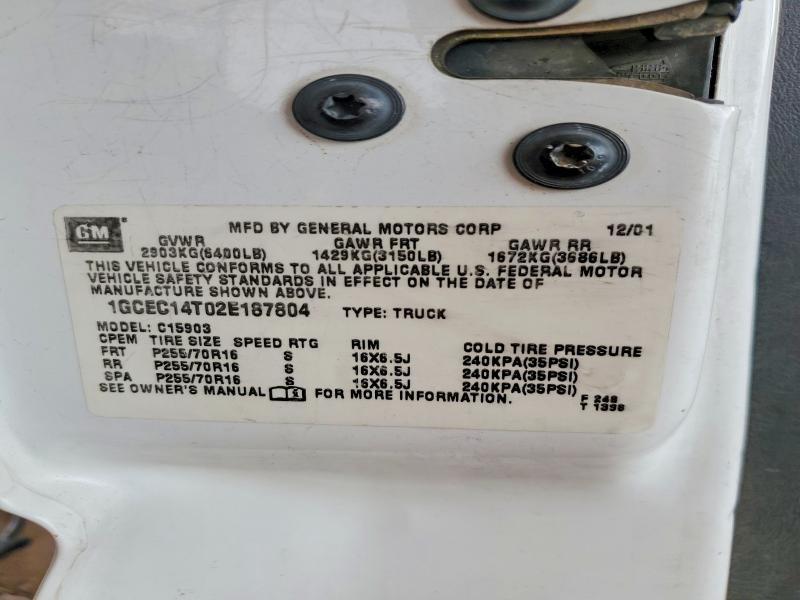 GM
MFD BY GENERAL MOTORS CORP 12/01
GVWR GAWR FRT GAWR RR
2903KG(6400LB) 1429KG(3150LB) 1672KG(3686LB)
THIS VEHICLE CONFORMS TO ALL APPLICABLE U.S. FEDERAL MOTOR
VEHICLE SAFETY STANDARDS IN EFFECT ON THE DATE OF
MANUFACTURE SHOWN ABOVE.
1GCEC14T02E187804 TYPE: TRUCK
MODEL: C15903
CPEM TIRE SIZE SPEED RTG RIM COLD TIRE PRESSURE
FRT P255/70R16 S 16X6.5J 240KPA(35PSI)
RR P255/70R16 S 16X6.5J 240KPA(35PSI)
SPA P255/70R16 S 16X6.5J 240KPA(35PSI)
SEE OWNER'S MANUAL FOR MORE INFORMATION.
F 248
T 1398